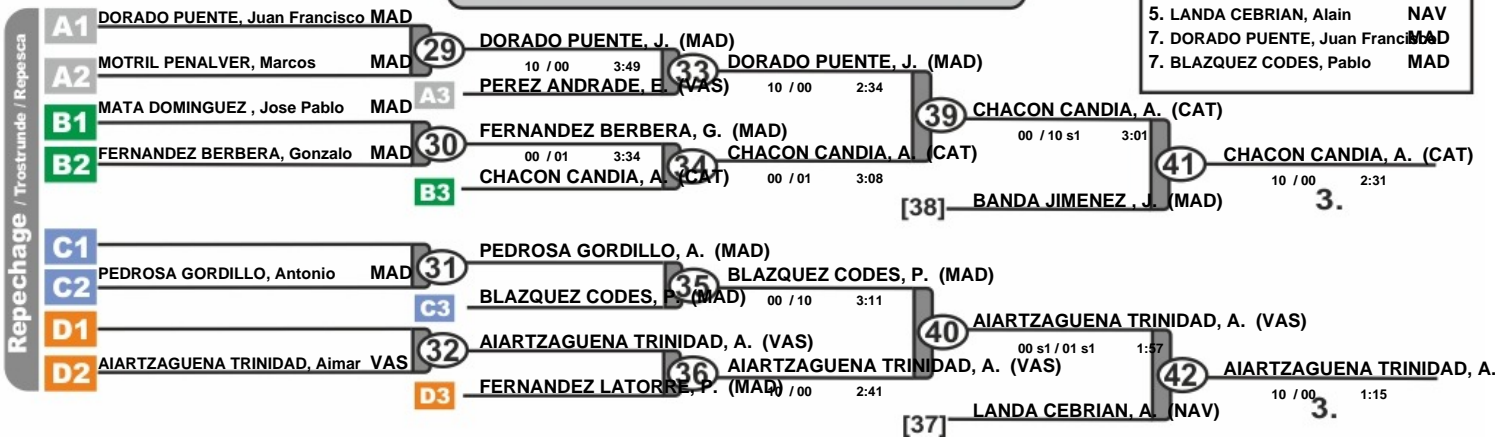 5. LANDA CEBRIAN, Alain NAV
7. DORADO PUENTE, Juan Francisco MAD
7. BLAZQUEZ CODES, Pablo MAD
Repechage / Trostrunde / Repesca
A1 DORADO PUENTE, Juan Francisco MAD
29 DORADO PUENTE, J. (MAD)
10 / 00 3:49
A2 MOTRIL PENALVER, Marcos MAD
A3 PEREZ ANDRADE, E. (VAS)
33 DORADO PUENTE, J. (MAD)
10 / 00 2:34
B1 MATA DOMINGUEZ , Jose Pablo MAD
30 FERNANDEZ BERBERA, G. (MAD)
00 / 01 3:34
B2 FERNANDEZ BERBERA, Gonzalo MAD
B3 CHACON CANDIA, A. (CAT)
34 CHACON CANDIA, A. (CAT)
00 / 01 3:08
39 CHACON CANDIA, A. (CAT)
00 / 10 s1 3:01
[38] BANDA JIMENEZ , J. (MAD)
41 CHACON CANDIA, A. (CAT)
10 / 00 2:31
3.
C1
31 PEDROSA GORDILLO, A. (MAD)
C2 PEDROSA GORDILLO, Antonio MAD
C3 BLAZQUEZ CODES, P. (MAD)
35 BLAZQUEZ CODES, P. (MAD)
00 / 10 3:11
D1
32 AIARTZAGUENA TRINIDAD, A. (VAS)
D2 AIARTZAGUENA TRINIDAD, Aimar VAS
D3 FERNANDEZ LATORRE, P. (MAD)
36 AIARTZAGUENA TRINIDAD, A. (VAS)
10 / 00 2:41
40 AIARTZAGUENA TRINIDAD, A. (VAS)
00 s1 / 01 s1 1:57
[37] LANDA CEBRIAN, A. (NAV)
42 AIARTZAGUENA TRINIDAD, A.
10 / 00 1:15
3.